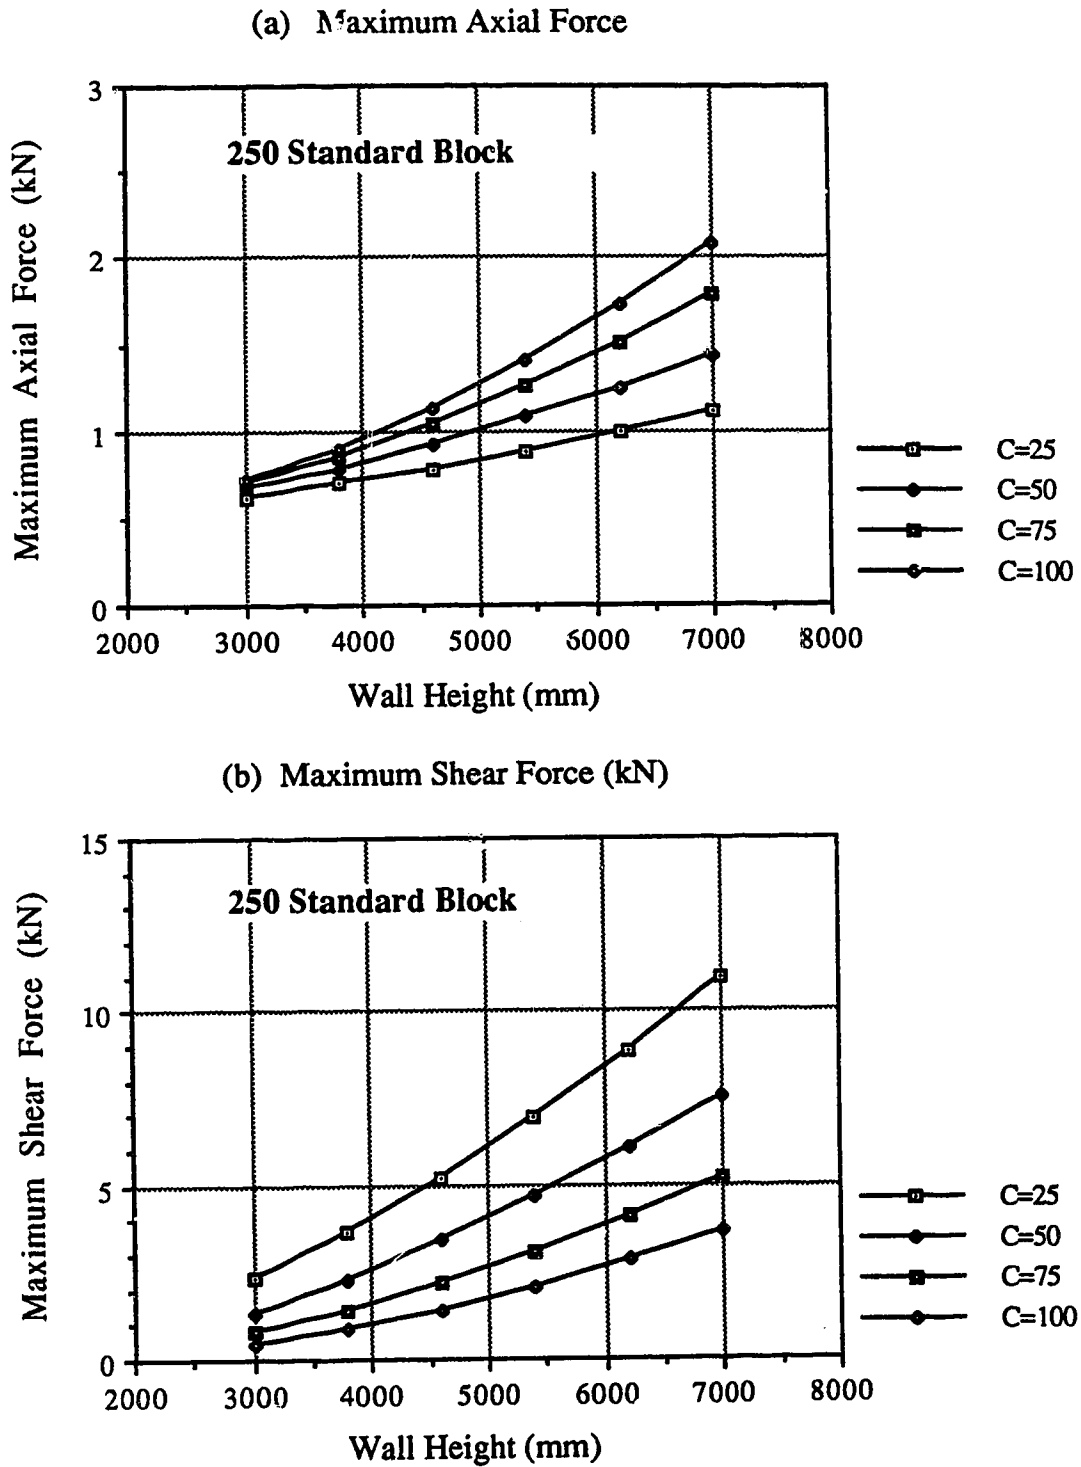 (a) Maximum Axial Force
3
250 Standard Block
2
1
0
Maximum Axial Force (kN)
C=25
C=50
C=75
C=100
2000 3000 4000 5000 6000 7000 8000
Wall Height (mm)
(b) Maximum Shear Force (kN)
15
250 Standard Block
10
5
0
Maximum Shear Force (kN)
C=25
C=50
C=75
C=100
2000 3000 4000 5000 6000 7000 8000
Wall Height (mm)